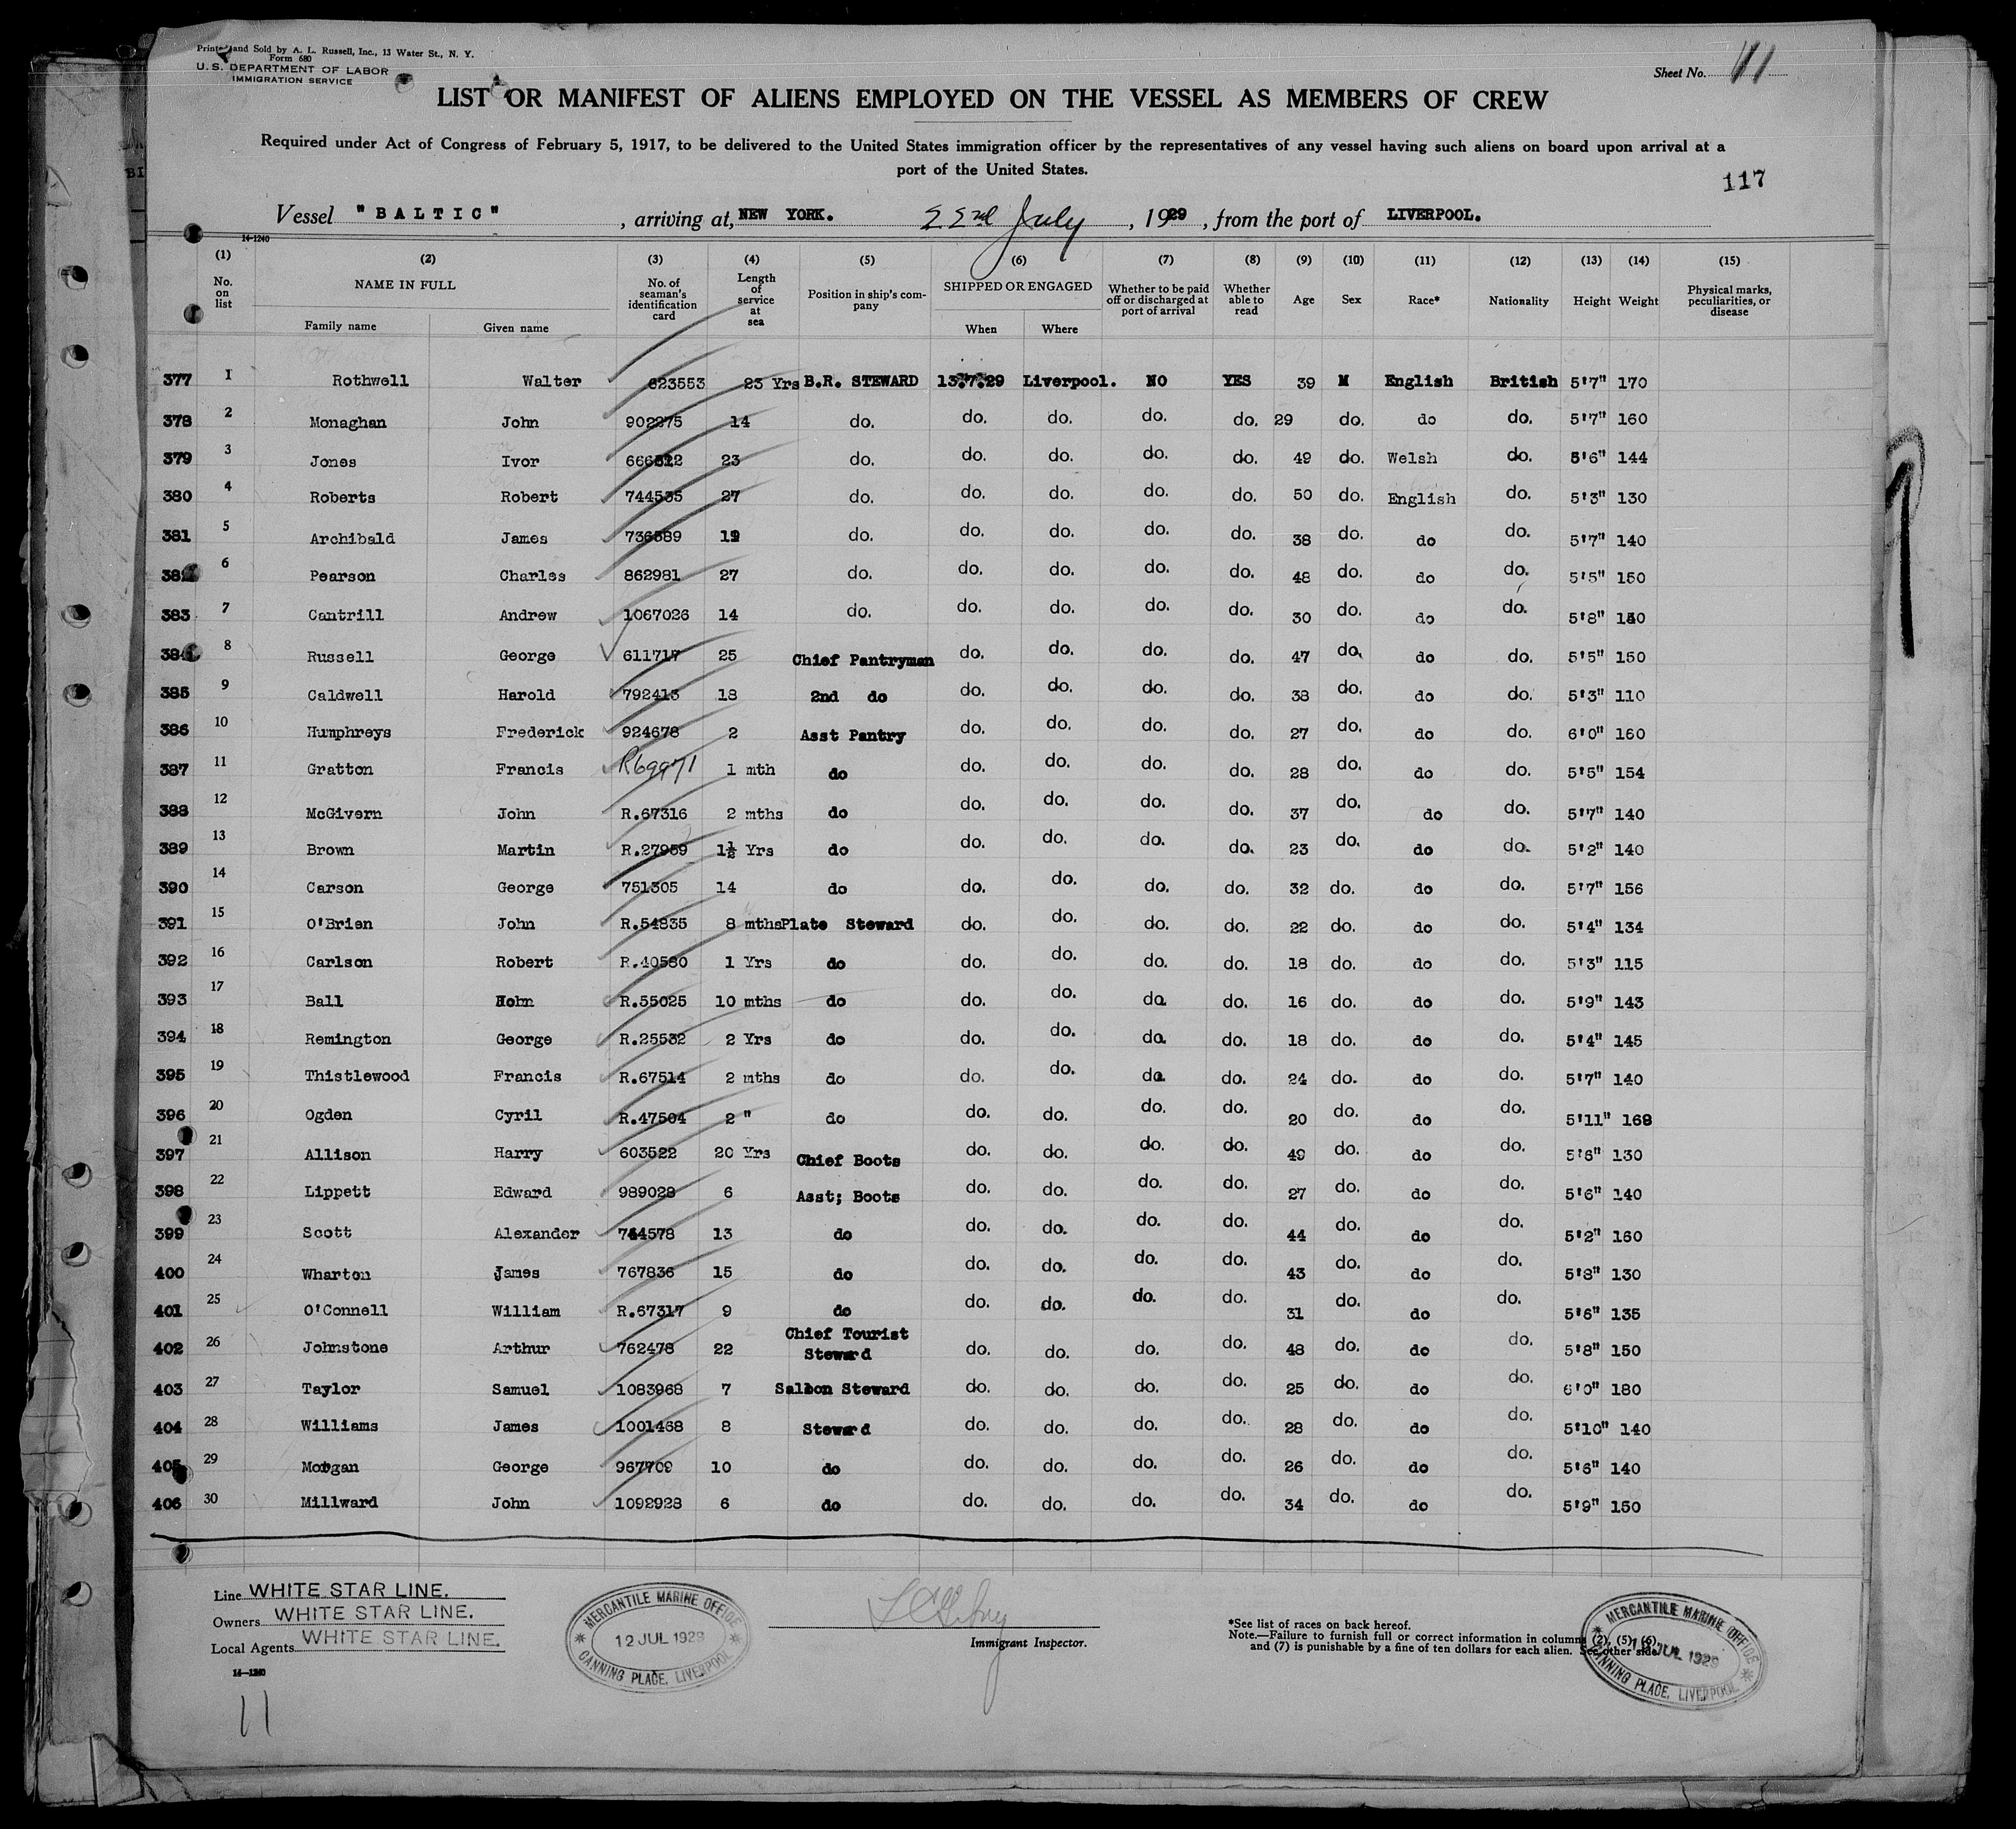 Printed and Sold by A. L. Russell, Inc., 13 Water St., N. Y.
Form 680
U. S. DEPARTMENT OF LABOR
IMMIGRATION SERVICE
Sheet No. 11
LIST OR MANIFEST OF ALIENS EMPLOYED ON THE VESSEL AS MEMBERS OF CREW
Required under Act of Congress of February 5, 1917, to be delivered to the United States immigration officer by the representatives of any vessel having such aliens on board upon arrival at a
port of the United States.
117
Vessel "BALTIC", arriving at, NEW YORK. 22nd July, 1929, from the port of LIVERPOOL.
14-1240
(1) (2) (3) (4) (5) (6) (7) (8) (9) (10) (11) (12) (13) (14) (15)
No. on list NAME IN FULL Family name Given name No. of seaman's identification card Length of service at sea Position in ship's company SHIPPED OR ENGAGED When Where Whether to be paid off or discharged at port of arrival Whether able to read Age Sex Race* Nationality Height Weight Physical marks, peculiarities, or disease
377 1 Rothwell Walter 623553 23 Yrs B.R. STEWARD 13.7.29 Liverpool. NO YES 39 M English British 5'7" 170
378 2 Monaghan John 902275 14 do. do. do. do. do. 29 do. do do. 5'7" 160
379 3 Jones Ivor 23 do. do. do. do. do. 49 do. Welsh do. 5'6" 144
380 4 Roberts Robert 744535 27 do. do. do. do. do. 50 do. English do. 5'3" 130
381 5 Archibald James do. do. do. do. do. 38 do. do do. 5'7" 140
38 6 Pearson Charles 862981 27 do. do. do. do. do. 48 do. do do. 5'5" 150
383 7 Cantrill Andrew 1067026 14 do. do. do. do. do. 30 do. do do. 5'8"
38 8 Russell George 611717 25 Chief Pantryman do. do. do. do. 47 do. do do. 5'5" 150
385 9 Caldwell Harold 792413 18 2nd do do. do. do. do. 38 do. do do. 5'3" 110
386 10 Humphreys Frederick 924678 2 Asst Pantry do. do. do. do. 27 do. do do. 6'0" 160
387 11 Gratton Francis R69971 1 mth do do. do. do. do. 28 do. do do. 5'5" 154
388 12 McGivern John R.67316 2 mths do do. do. do. do. 37 do. do do. 5'7" 140
389 13 Brown Martin R.27959 1½ Yrs do do. do. do. do. 23 do. do do. 5'2" 140
390 14 Carson George 751305 14 do do. do. do. do. 32 do. do do. 5'7" 156
391 15 O'Brien John R.54835 8 mths Plate Steward do. do. do. do. 22 do. do do. 5'4" 134
392 16 Carlson Robert R.40580 1 Yrs do do. do. do. do. 18 do. do do. 5'3" 115
393 17 Ball John R.55025 10 mths do do. do. do. do. 16 do. do do. 5'9" 143
394 18 Remington George R.25532 2 Yrs do do. do. do. do. 18 do. do do. 5'4" 145
395 19 Thistlewood Francis R.67514 2 mths do do. do. do. do. 24 do. do do. 5'7" 140
396 20 Ogden Cyril R.47504 2 " do do. do. do. do. 20 do. do do. 5'11" 168
397 21 Allison Harry 603522 20 Yrs Chief Boots do. do. do. do. 49 do. do do. 5'6" 130
398 22 Lippett Edward 989028 6 Asst; Boots do. do. do. do. 27 do. do do. 5'6" 140
399 23 Scott Alexander 744578 13 do do. do. do. do. 44 do. do do. 5'2" 160
400 24 Wharton James 767836 15 do do. do. do. do. 43 do. do do. 5'8" 130
401 25 O'Connell William R.67317 9 do do. do. do. do. 31 do. do do. 5'6" 135
402 26 Johnstone Arthur 762478 22 Chief Tourist Steward do. do. do. do. 48 do. do do. 5'8" 150
403 27 Taylor Samuel 1083968 7 Saloon Steward do. do. do. do. 25 do. do do. 6'0" 180
404 28 Williams James 1001468 8 Steward do. do. do. do. 28 do. do do. 5'10" 140
405 29 Morgan George 967709 10 do do. do. do. do. 26 do. do do. 5'6" 140
406 30 Millward John 1092928 6 do do. do. do. do. 34 do. do do. 5'9" 150
Line WHITE STAR LINE.
Owners WHITE STAR LINE.
Local Agents WHITE STAR LINE.
14-1240
11
MERCANTILE MARINE OFFICE
12 JUL 1929
CANNING PLACE, LIVERPOOL
Immigrant Inspector.
*See list of races on back hereof.
Note.—Failure to furnish full or correct information in columns (2), (5), (6),
and (7) is punishable by a fine of ten dollars for each alien. See other side.
MERCANTILE MARINE OFFICE
JUL 1929
CANNING PLACE, LIVERPOOL